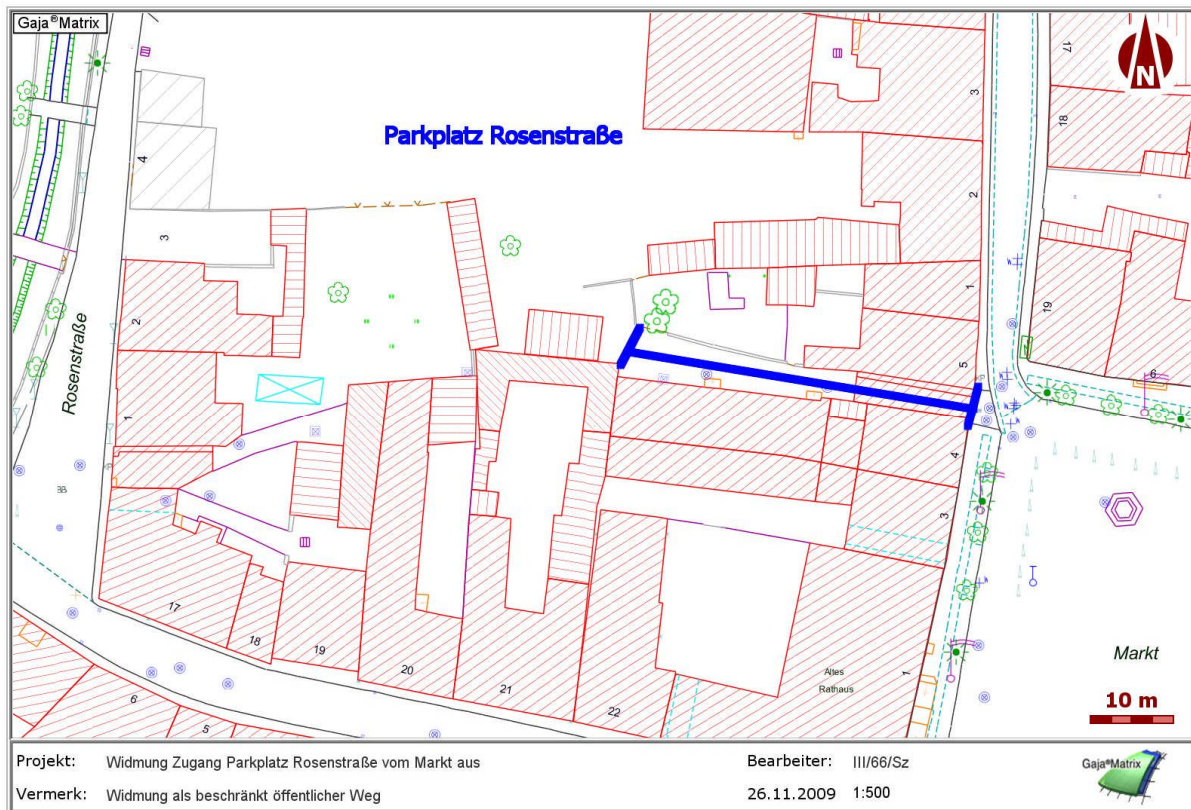 Gaja®Matrix
N
Parkplatz Rosenstraße
17
18
3
4
3
2
2
1
19
Rosenstraße
5
6
1
4
3
17
18
19
20
21
22
1
Altes
Rathaus
Markt
6
5
10 m
Projekt: Widmung Zugang Parkplatz Rosenstraße vom Markt aus
Bearbeiter: III/66/Sz
Gaja®Matrix
Vermerk: Widmung als beschränkt öffentlicher Weg
26.11.2009 1:500